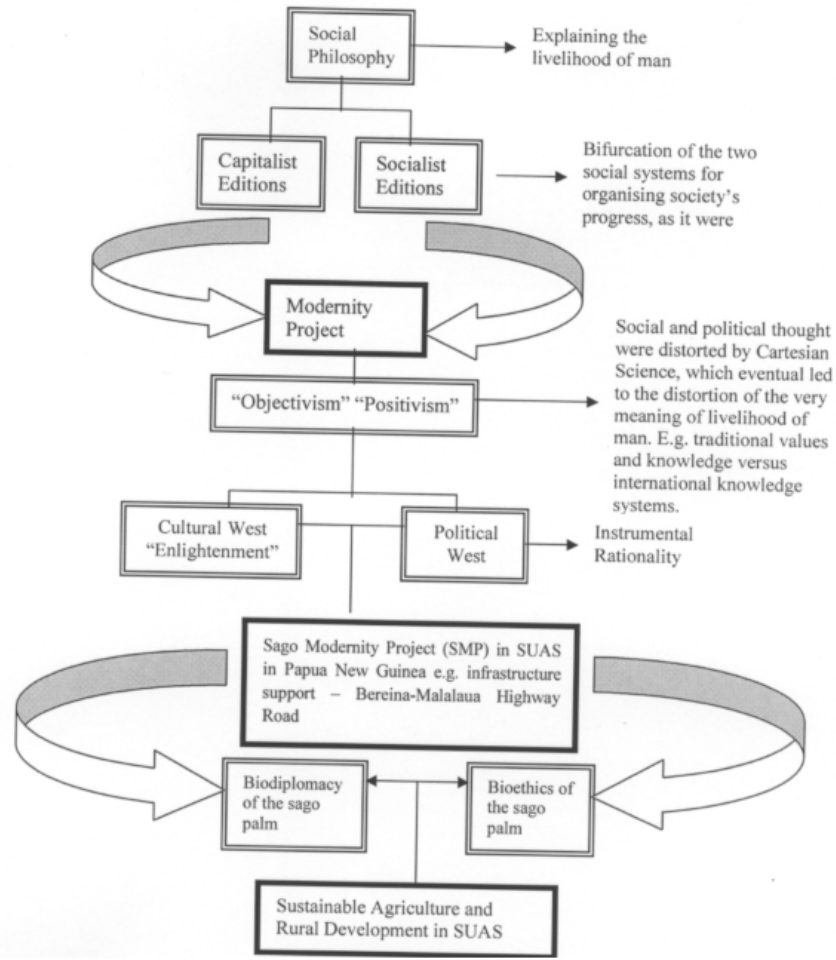 Social
Philosophy
Explaining the
livelihood of man
Capitalist
Editions
Socialist
Editions
Bifurcation of the two
social systems for
organising society's
progress, as it were
Modernity
Project
Social and political thought
were distorted by Cartesian
Science, which eventual led
to the distortion of the very
meaning of livelihood of
man. E.g. traditional values
and knowledge versus
international knowledge
systems.
"Objectivism" "Positivism"
Cultural West
"Enlightenment"
Political
West
Instrumental
Rationality
Sago Modernity Project (SMP) in SUAS
in Papua New Guinea e.g. infrastructure
support – Bereina-Malalaua Highway
Road
Biodiplomacy
of the sago
palm
Bioethics of
the sago
palm
Sustainable Agriculture and
Rural Development in SUAS